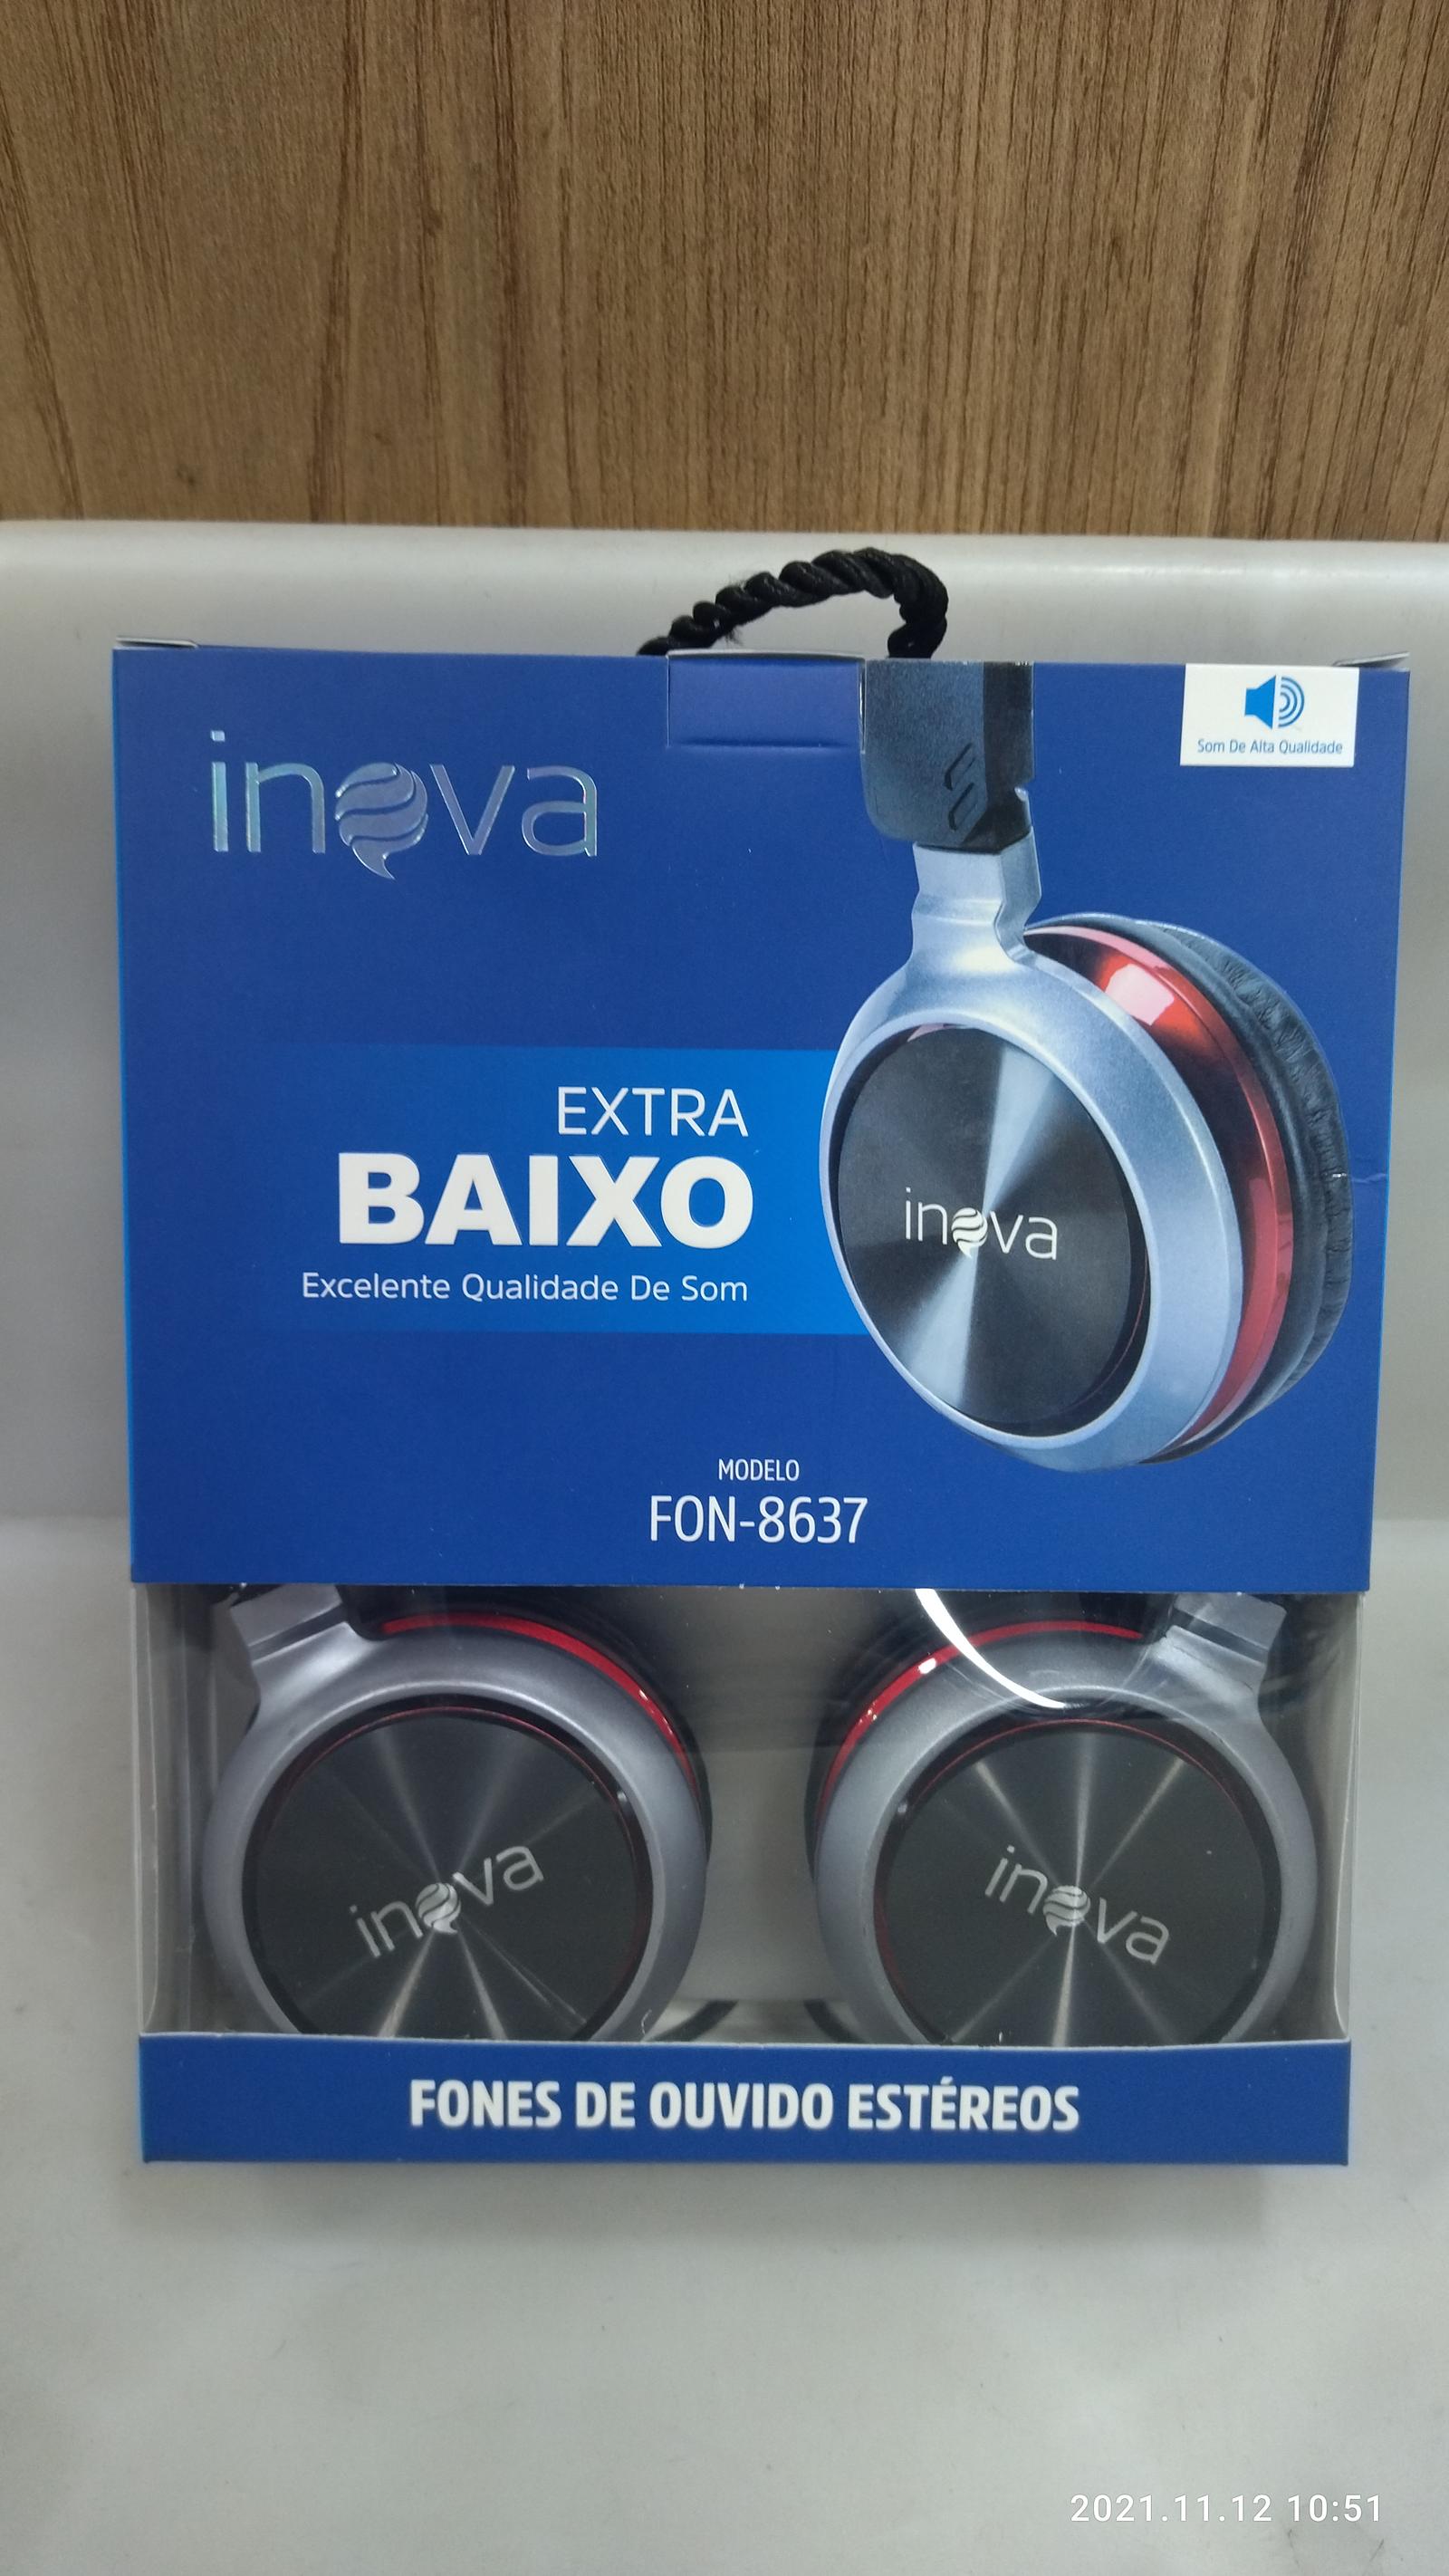 inova
Som De Alta Qualidade
EXTRA
BAIXO
Excelente Qualidade De Som
inova
MODELO
FON-8637
inova
inova
FONES DE OUVIDO ESTÉREOS
2021.11.12 10:51